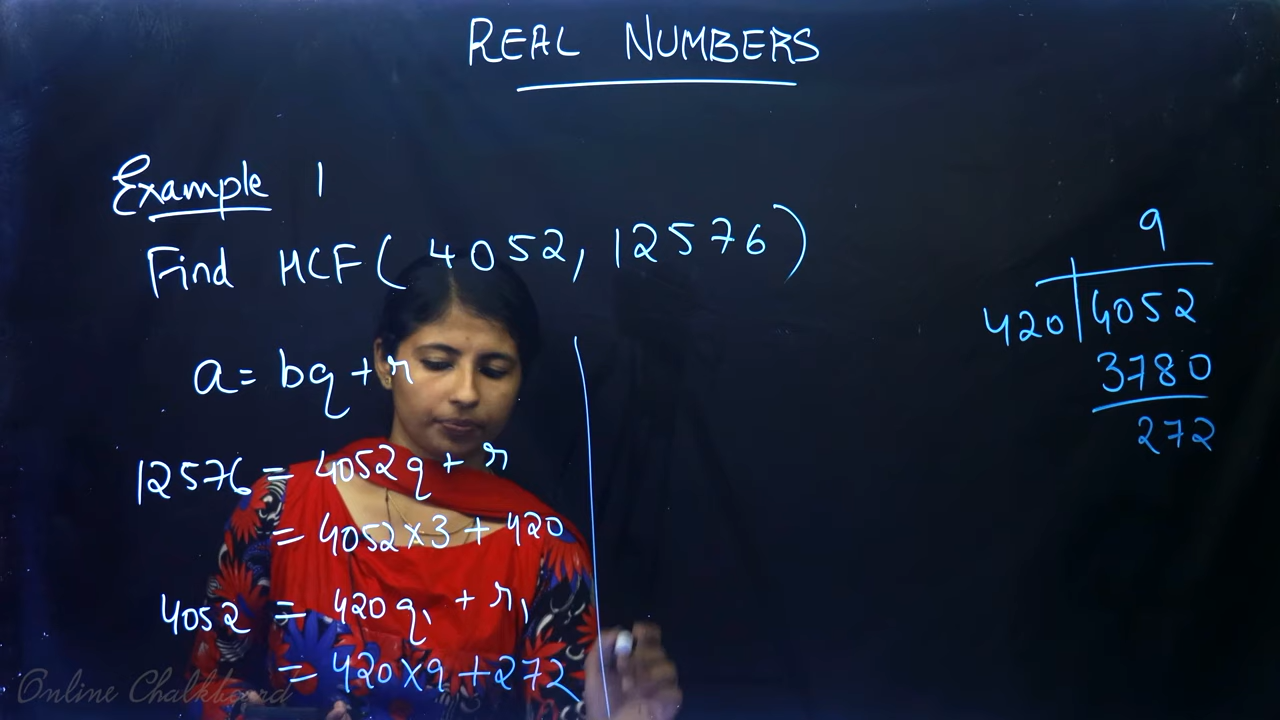 REAL NUMBERS
Example 1
Find HCF(4052, 12576)
a = bq + r
12576 = 4052q + r
= 4052×3 + 420
4052 = 420q₁ + r₁
= 420×9 + 272
9
420 4052
3780
272
Online Chalkboard